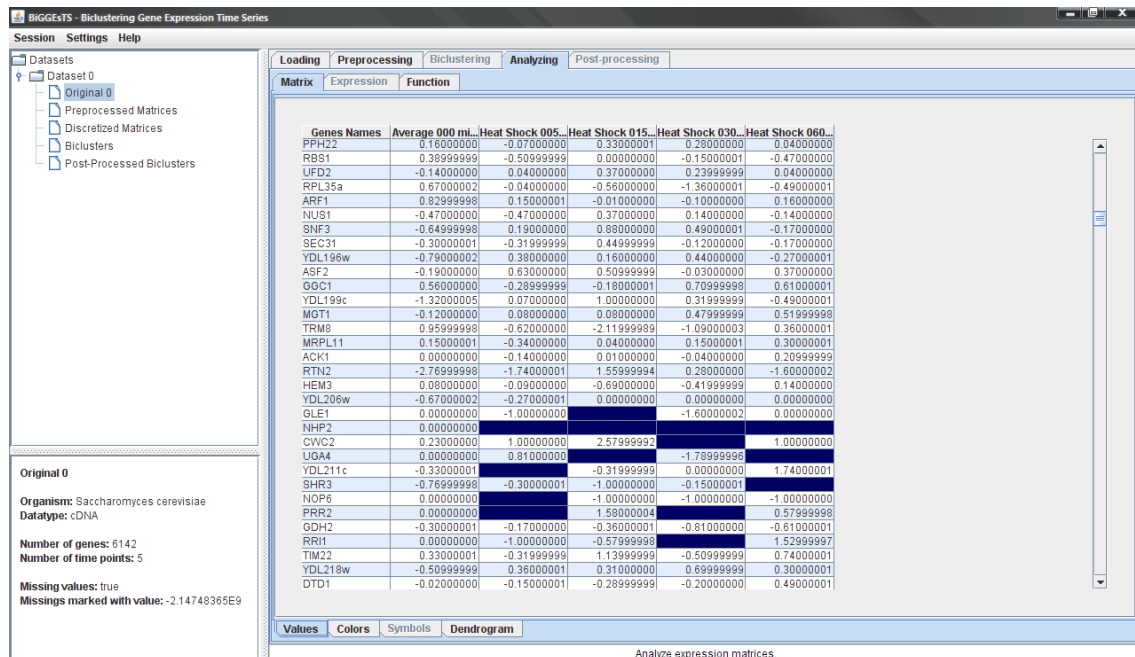 BiGGEsTS - Biclustering Gene Expression Time Series
Session Settings Help
Datasets
Dataset 0
Original 0
Preprocessed Matrices
Discretized Matrices
Biclusters
Post-Processed Biclusters
Original 0
Organism: Saccharomyces cerevisiae
Datatype: cDNA
Number of genes: 6142
Number of time points: 5
Missing values: true
Missings marked with value: -2.14748365E9
Loading Preprocessing Biclustering Analyzing Post-processing
Matrix Expression Function
Genes Names Average 000 mi... Heat Shock 005... Heat Shock 015... Heat Shock 030... Heat Shock 060...
PPH22 0.16000000 -0.07000000 0.33000001 0.28000000 0.04000000
RBS1 0.38999999 -0.50999999 0.00000000 -0.15000001 -0.47000000
UFD2 -0.14000000 0.04000000 0.37000000 0.23999999 0.04000000
RPL35a 0.67000002 -0.04000000 -0.56000000 -1.36000001 -0.49000001
ARF1 0.82999998 0.15000001 -0.01000000 -0.10000000 0.16000000
NUS1 -0.47000000 -0.47000000 0.37000000 0.14000000 -0.14000000
SNF3 -0.64999998 0.19000000 0.88000000 0.49000001 -0.17000000
SEC31 -0.30000001 -0.31999999 0.44999999 -0.12000000 -0.17000000
YDL196w -0.79000002 0.38000000 0.16000000 0.44000000 -0.27000001
ASF2 -0.19000000 0.63000000 0.50999999 -0.03000000 0.37000000
GGC1 0.56000000 -0.28999999 -0.18000001 0.70999998 0.61000001
YDL199c -1.32000005 0.07000000 1.00000000 0.31999999 -0.49000001
MGT1 -0.12000000 0.08000000 0.08000000 0.47999999 0.51999998
TRM8 0.95999998 -0.62000000 -2.11999989 -1.09000003 0.36000001
MRPL11 0.15000001 -0.34000000 0.04000000 0.15000001 0.30000001
ACK1 0.00000000 -0.14000000 0.01000000 -0.04000000 0.20999999
RTN2 -2.76999998 -1.74000001 1.55999994 0.28000000 -1.60000002
HEM3 0.08000000 -0.09000000 -0.69000000 -0.41999999 0.14000000
YDL206w -0.67000002 -0.27000001 0.00000000 0.00000000 0.00000000
GLE1 0.00000000 -1.00000000 -1.60000002 0.00000000
NHP2 0.00000000
CWC2 0.23000000 1.00000000 2.57999992 1.00000000
UGA4 0.00000000 0.81000000 -1.78999996
YDL211c -0.33000001 -0.31999999 0.00000000 1.74000001
SHR3 -0.76999998 -0.30000001 -1.00000000 -0.15000001
NOP6 0.00000000 -1.00000000 -1.00000000 -1.00000000
PRR2 0.00000000 1.58000004 0.57999998
GDH2 -0.30000001 -0.17000000 -0.36000001 -0.81000000 -0.61000001
RRI1 0.00000000 -1.00000000 -0.57999998 1.52999997
TIM22 0.33000001 -0.31999999 1.13999999 -0.50999999 0.74000001
YDL218w -0.50999999 0.36000001 0.31000000 0.69999999 0.30000001
DTD1 -0.02000000 -0.15000001 -0.28999999 -0.20000000 0.49000001
Values Colors Symbols Dendrogram
Analyze expression matrices